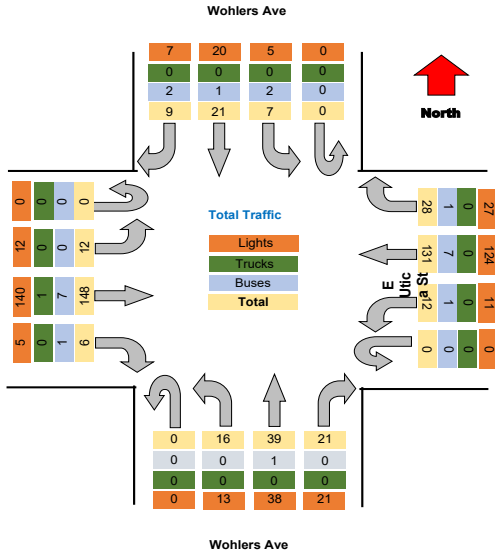 Wohlers Ave
7 20 5 0
0 0 0 0
2 1 2 0
9 21 7 0
North
0 0 0 0
12 0 0 12
140 1 7 148
5 0 1 6
Total Traffic
Lights
Trucks
Buses
Total
28 1 0 27
131 7 0 124
E
Utic
a St
12 1 0 11
0 0 0 0
0 16 39 21
0 0 1 0
0 0 0 0
0 13 38 21
Wohlers Ave